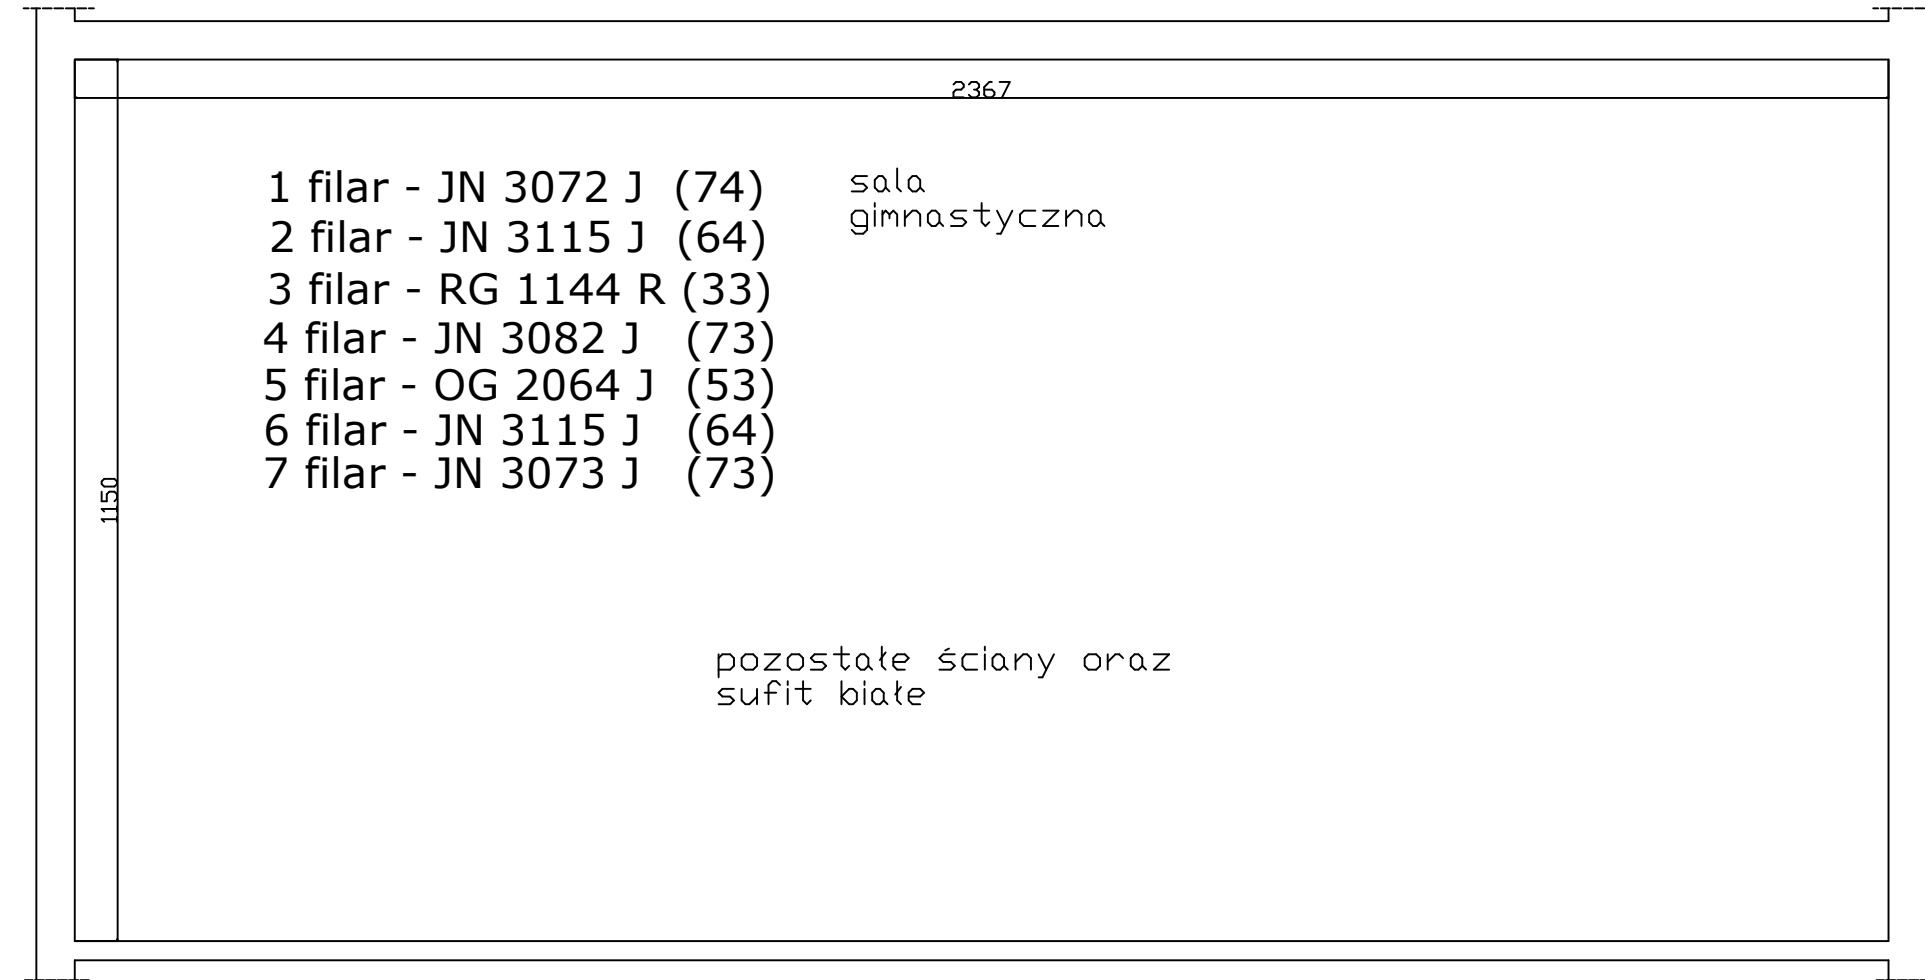 2367
1 filar - JN 3072 J (74)
2 filar - JN 3115 J (64)
3 filar - RG 1144 R (33)
4 filar - JN 3082 J (73)
5 filar - OG 2064 J (53)
6 filar - JN 3115 J (64)
7 filar - JN 3073 J (73)
sala
gimnastyczna
1150
pozostałe ściany oraz
sufit białe